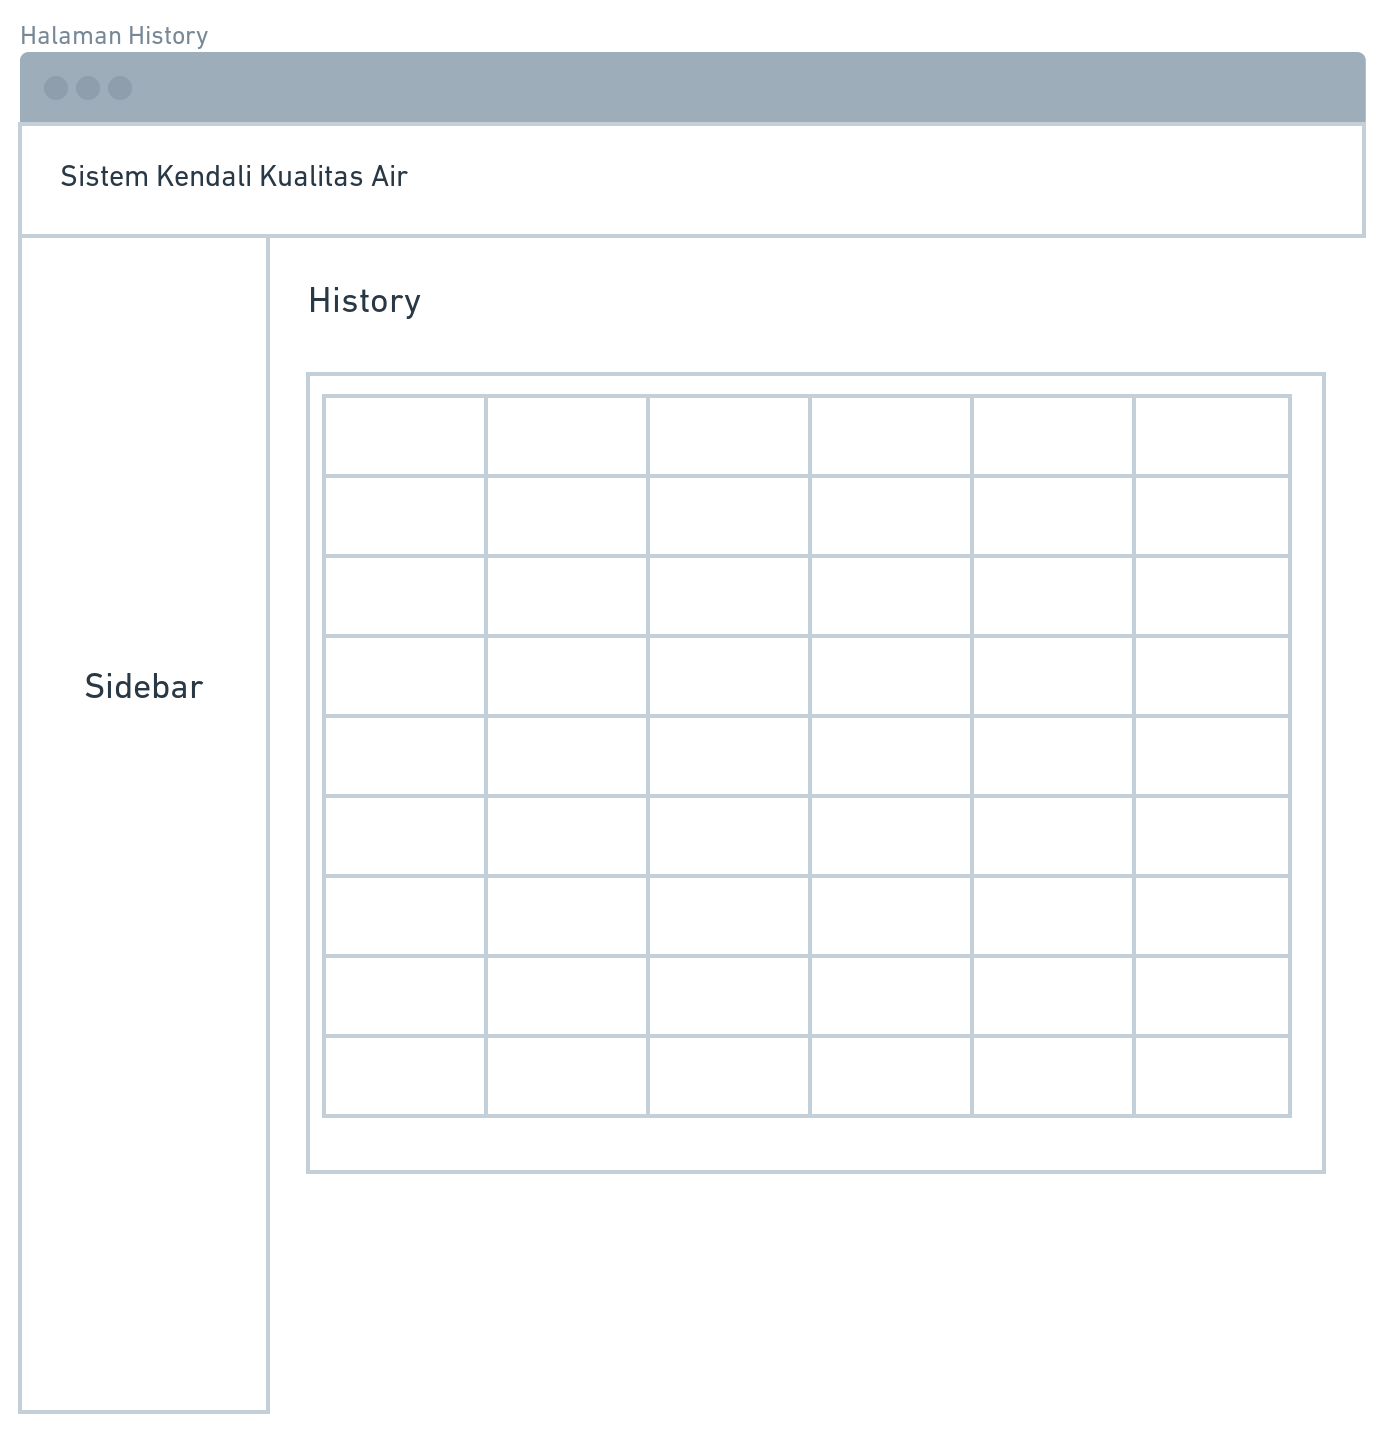 Halaman History
Sistem Kendali Kualitas Air
History
Sidebar